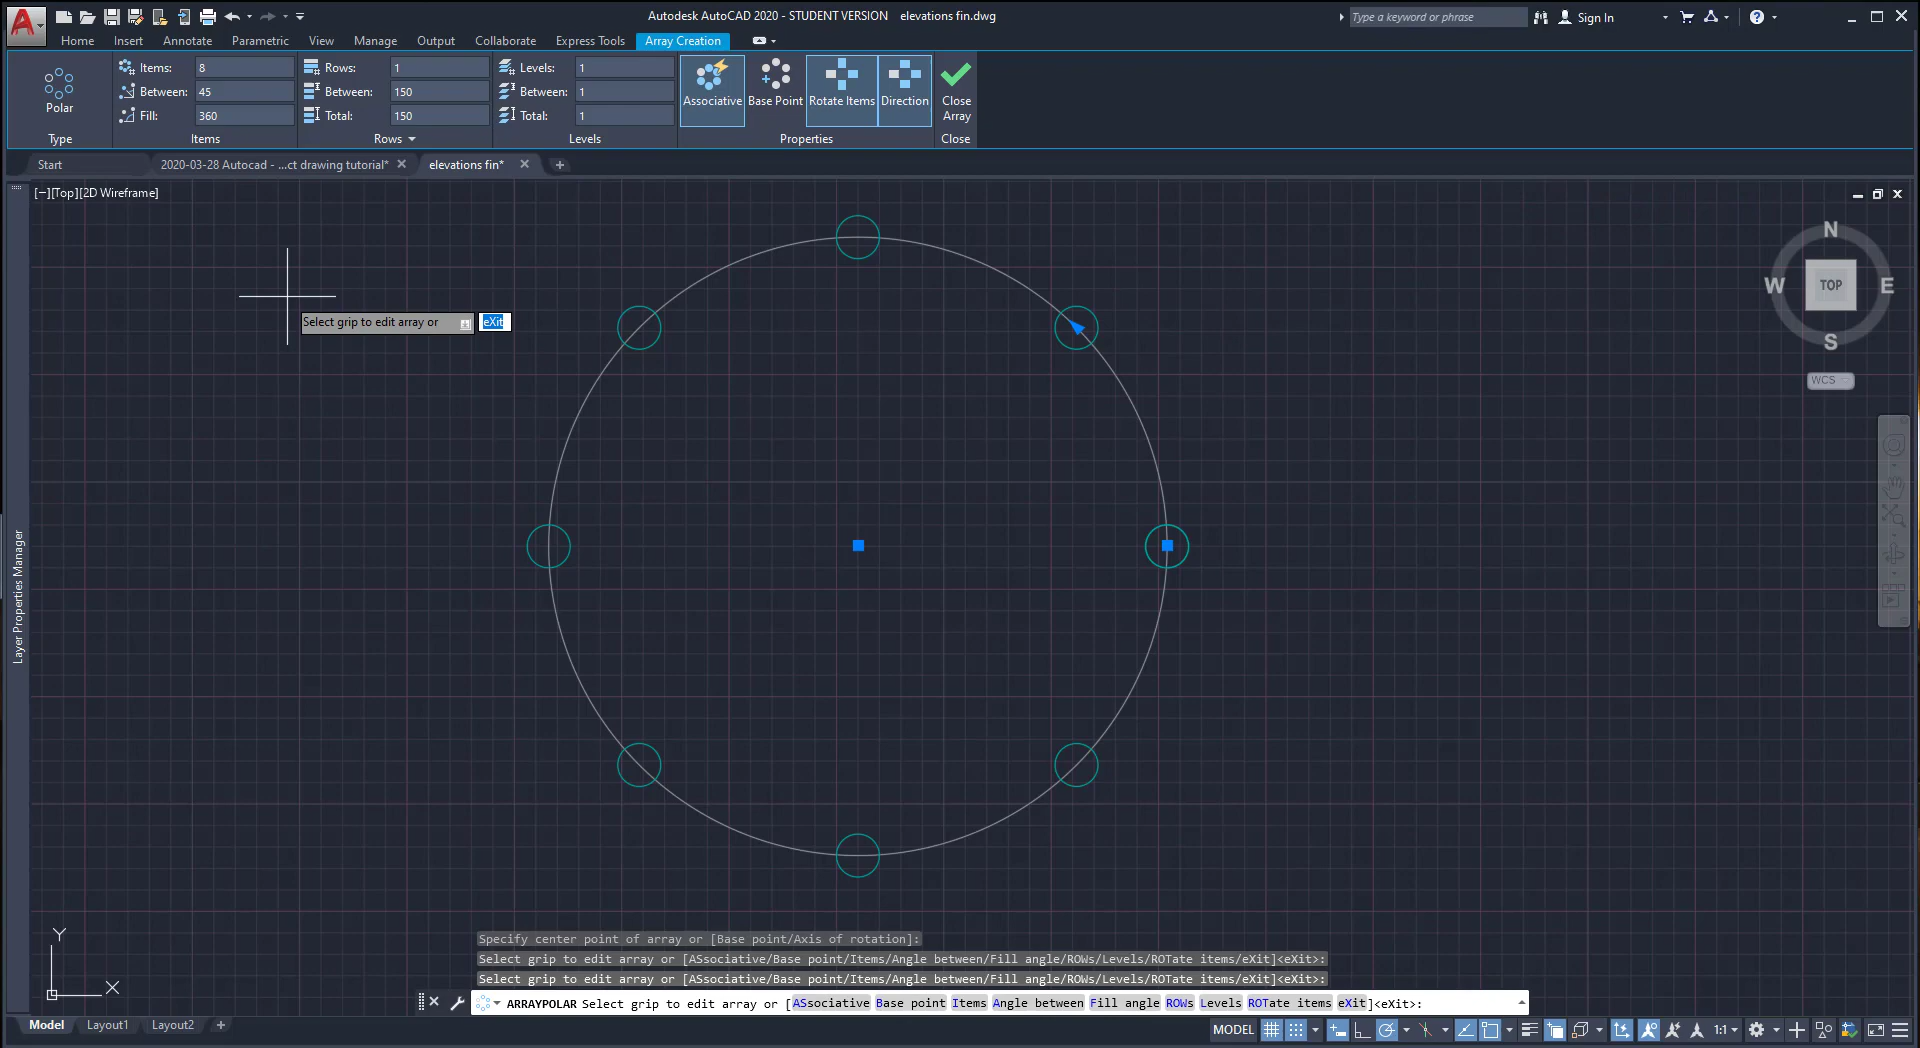 Autodesk AutoCAD 2020 - STUDENT VERSION elevations fin.dwg
Type a keyword or phrase
Sign In
Home Insert Annotate Parametric View Manage Output Collaborate Express Tools Array Creation
Polar
Type
Items: 8
Between: 45
Fill: 360
Items
Rows: 1
Between: 150
Total: 150
Rows
Levels: 1
Between: 1
Total: 1
Levels
Associative Base Point Rotate Items Direction
Properties
Close Array
Close
Start 2020-03-28 Autocad - ...ct drawing tutorial* elevations fin*
[−][Top][2D Wireframe]
N
W TOP E
S
WCS
Select grip to edit array or eXit
Layer Properties Manager
Y
X
Specify center point of array or [Base point/Axis of rotation]:
Select grip to edit array or [ASsociative/Base point/Items/Angle between/Fill angle/ROWs/Levels/ROTate items/eXit]<eXit>:
Select grip to edit array or [ASsociative/Base point/Items/Angle between/Fill angle/ROWs/Levels/ROTate items/eXit]<eXit>:
ARRAYPOLAR Select grip to edit array or [ASsociative Base point Items Angle between Fill angle ROWs Levels ROTate items eXit]<eXit>:
Model Layout1 Layout2
MODEL 1:1